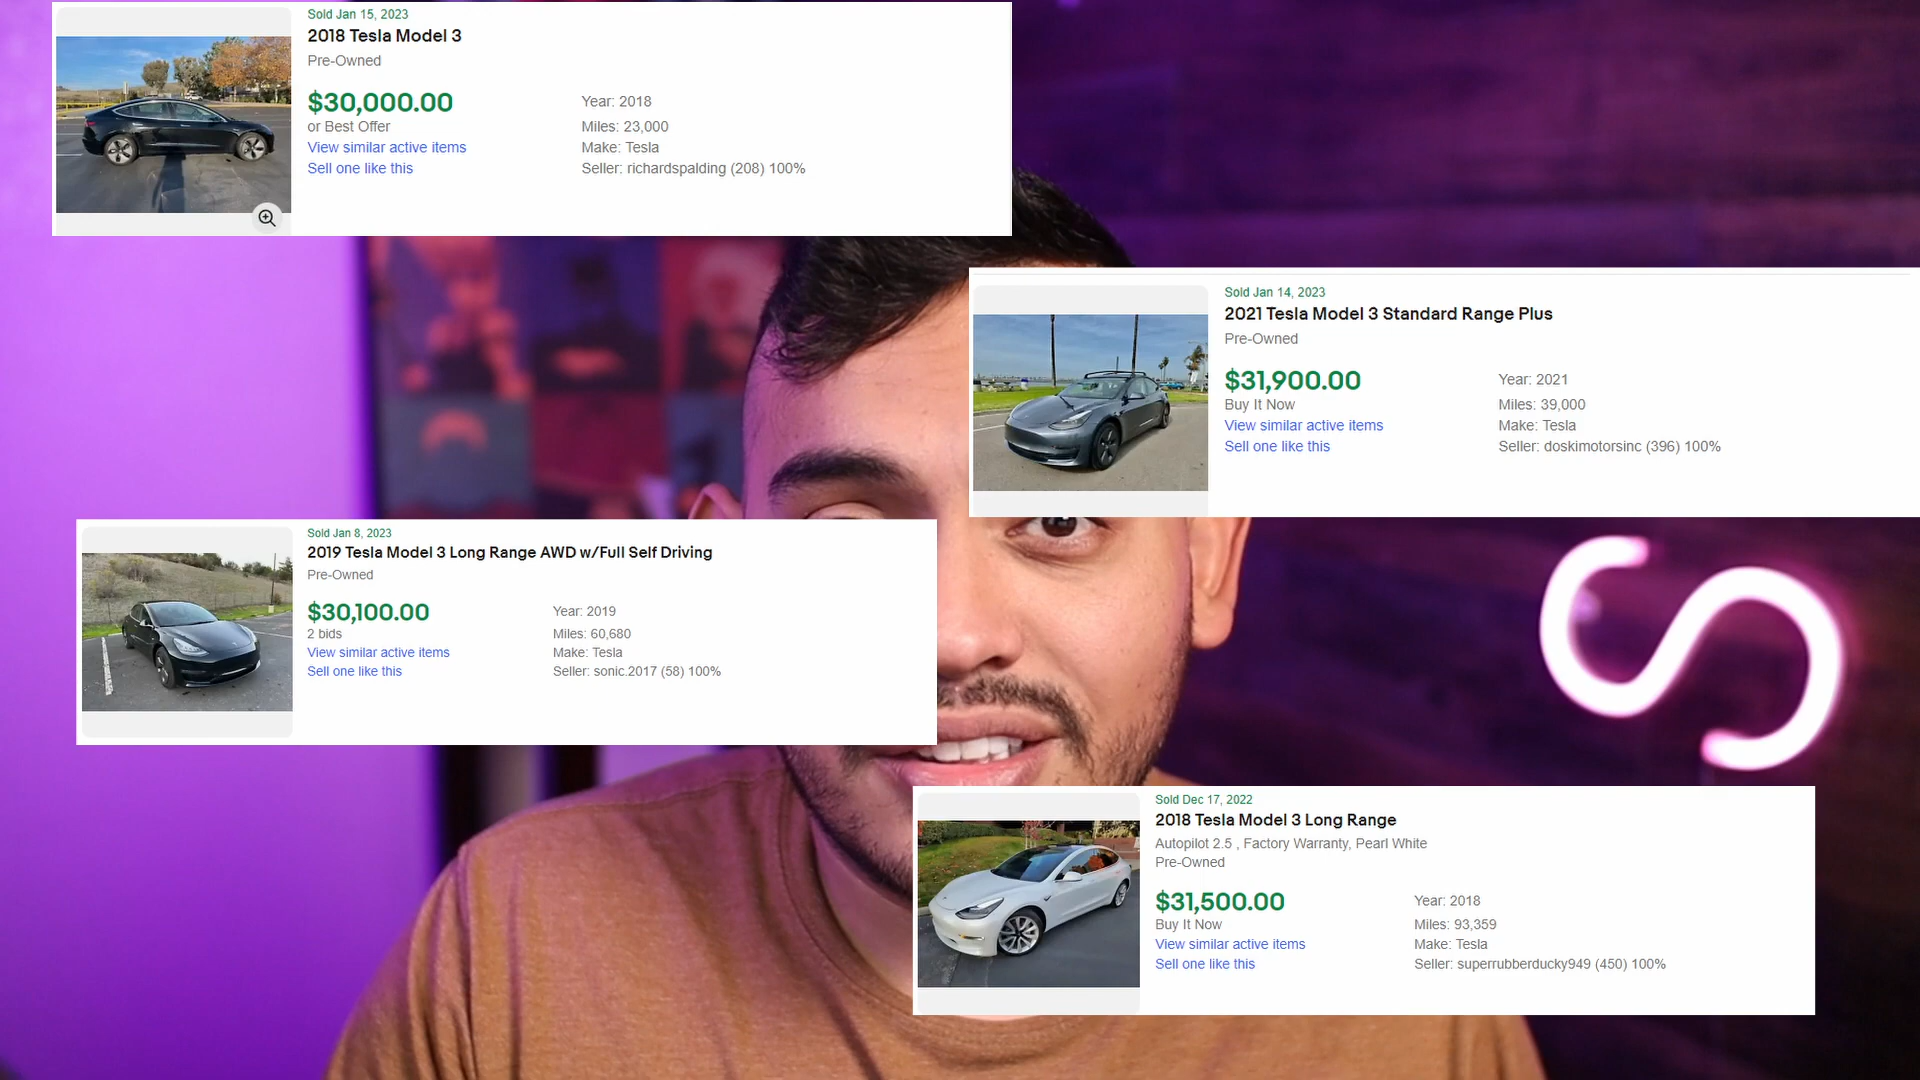 Sold Jan 15, 2023
2018 Tesla Model 3
Pre-Owned
$30,000.00
or Best Offer
View similar active items
Sell one like this
Year: 2018
Miles: 23,000
Make: Tesla
Seller: richardspalding (208) 100%
Sold Jan 14, 2023
2021 Tesla Model 3 Standard Range Plus
Pre-Owned
$31,900.00
Buy It Now
View similar active items
Sell one like this
Year: 2021
Miles: 39,000
Make: Tesla
Seller: doskimotorsinc (396) 100%
Sold Jan 8, 2023
2019 Tesla Model 3 Long Range AWD w/Full Self Driving
Pre-Owned
$30,100.00
2 bids
View similar active items
Sell one like this
Year: 2019
Miles: 60,680
Make: Tesla
Seller: sonic.2017 (58) 100%
Sold Dec 17, 2022
2018 Tesla Model 3 Long Range
Autopilot 2.5 , Factory Warranty, Pearl White
Pre-Owned
$31,500.00
Buy It Now
View similar active items
Sell one like this
Year: 2018
Miles: 93,359
Make: Tesla
Seller: superrubberducky949 (450) 100%